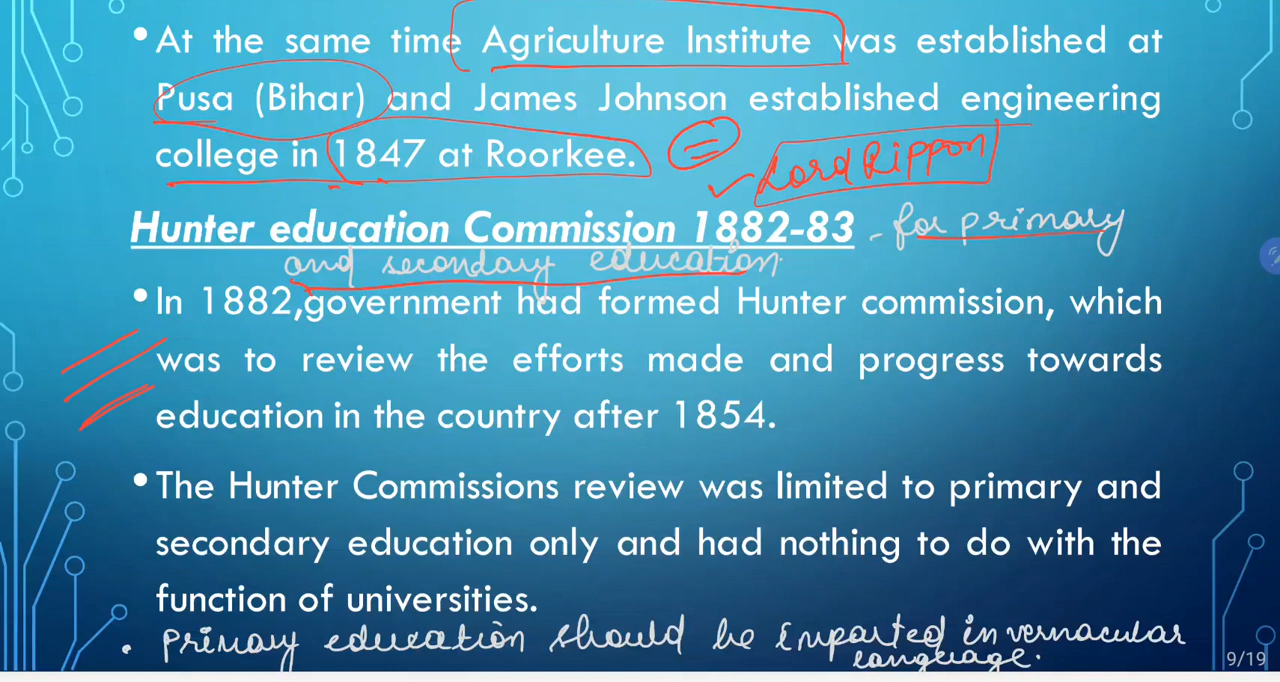 • At the same time Agriculture Institute was established at
Pusa (Bihar) and James Johnson established engineering
college in 1847 at Roorkee. = Lord Rippon
Hunter education Commission 1882-83 - for primary
and secondary education
• In 1882,government had formed Hunter commission, which
was to review the efforts made and progress towards
education in the country after 1854.
• The Hunter Commissions review was limited to primary and
secondary education only and had nothing to do with the
function of universities.
• Primary education should be imparted in vernacular
language.
9/19